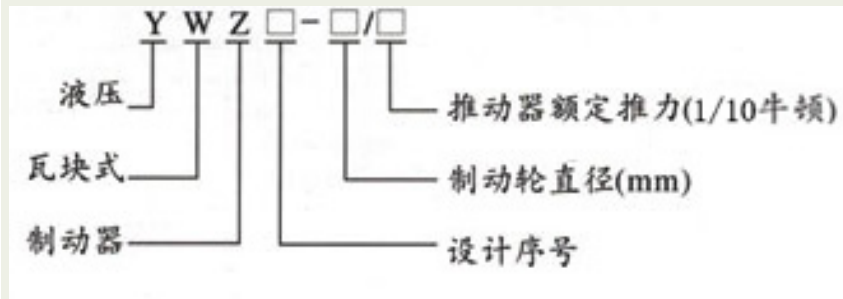 Y W Z □-□/□
液压
推动器额定推力(1/10牛顿)
瓦块式
制动轮直径(mm)
制动器
设计序号